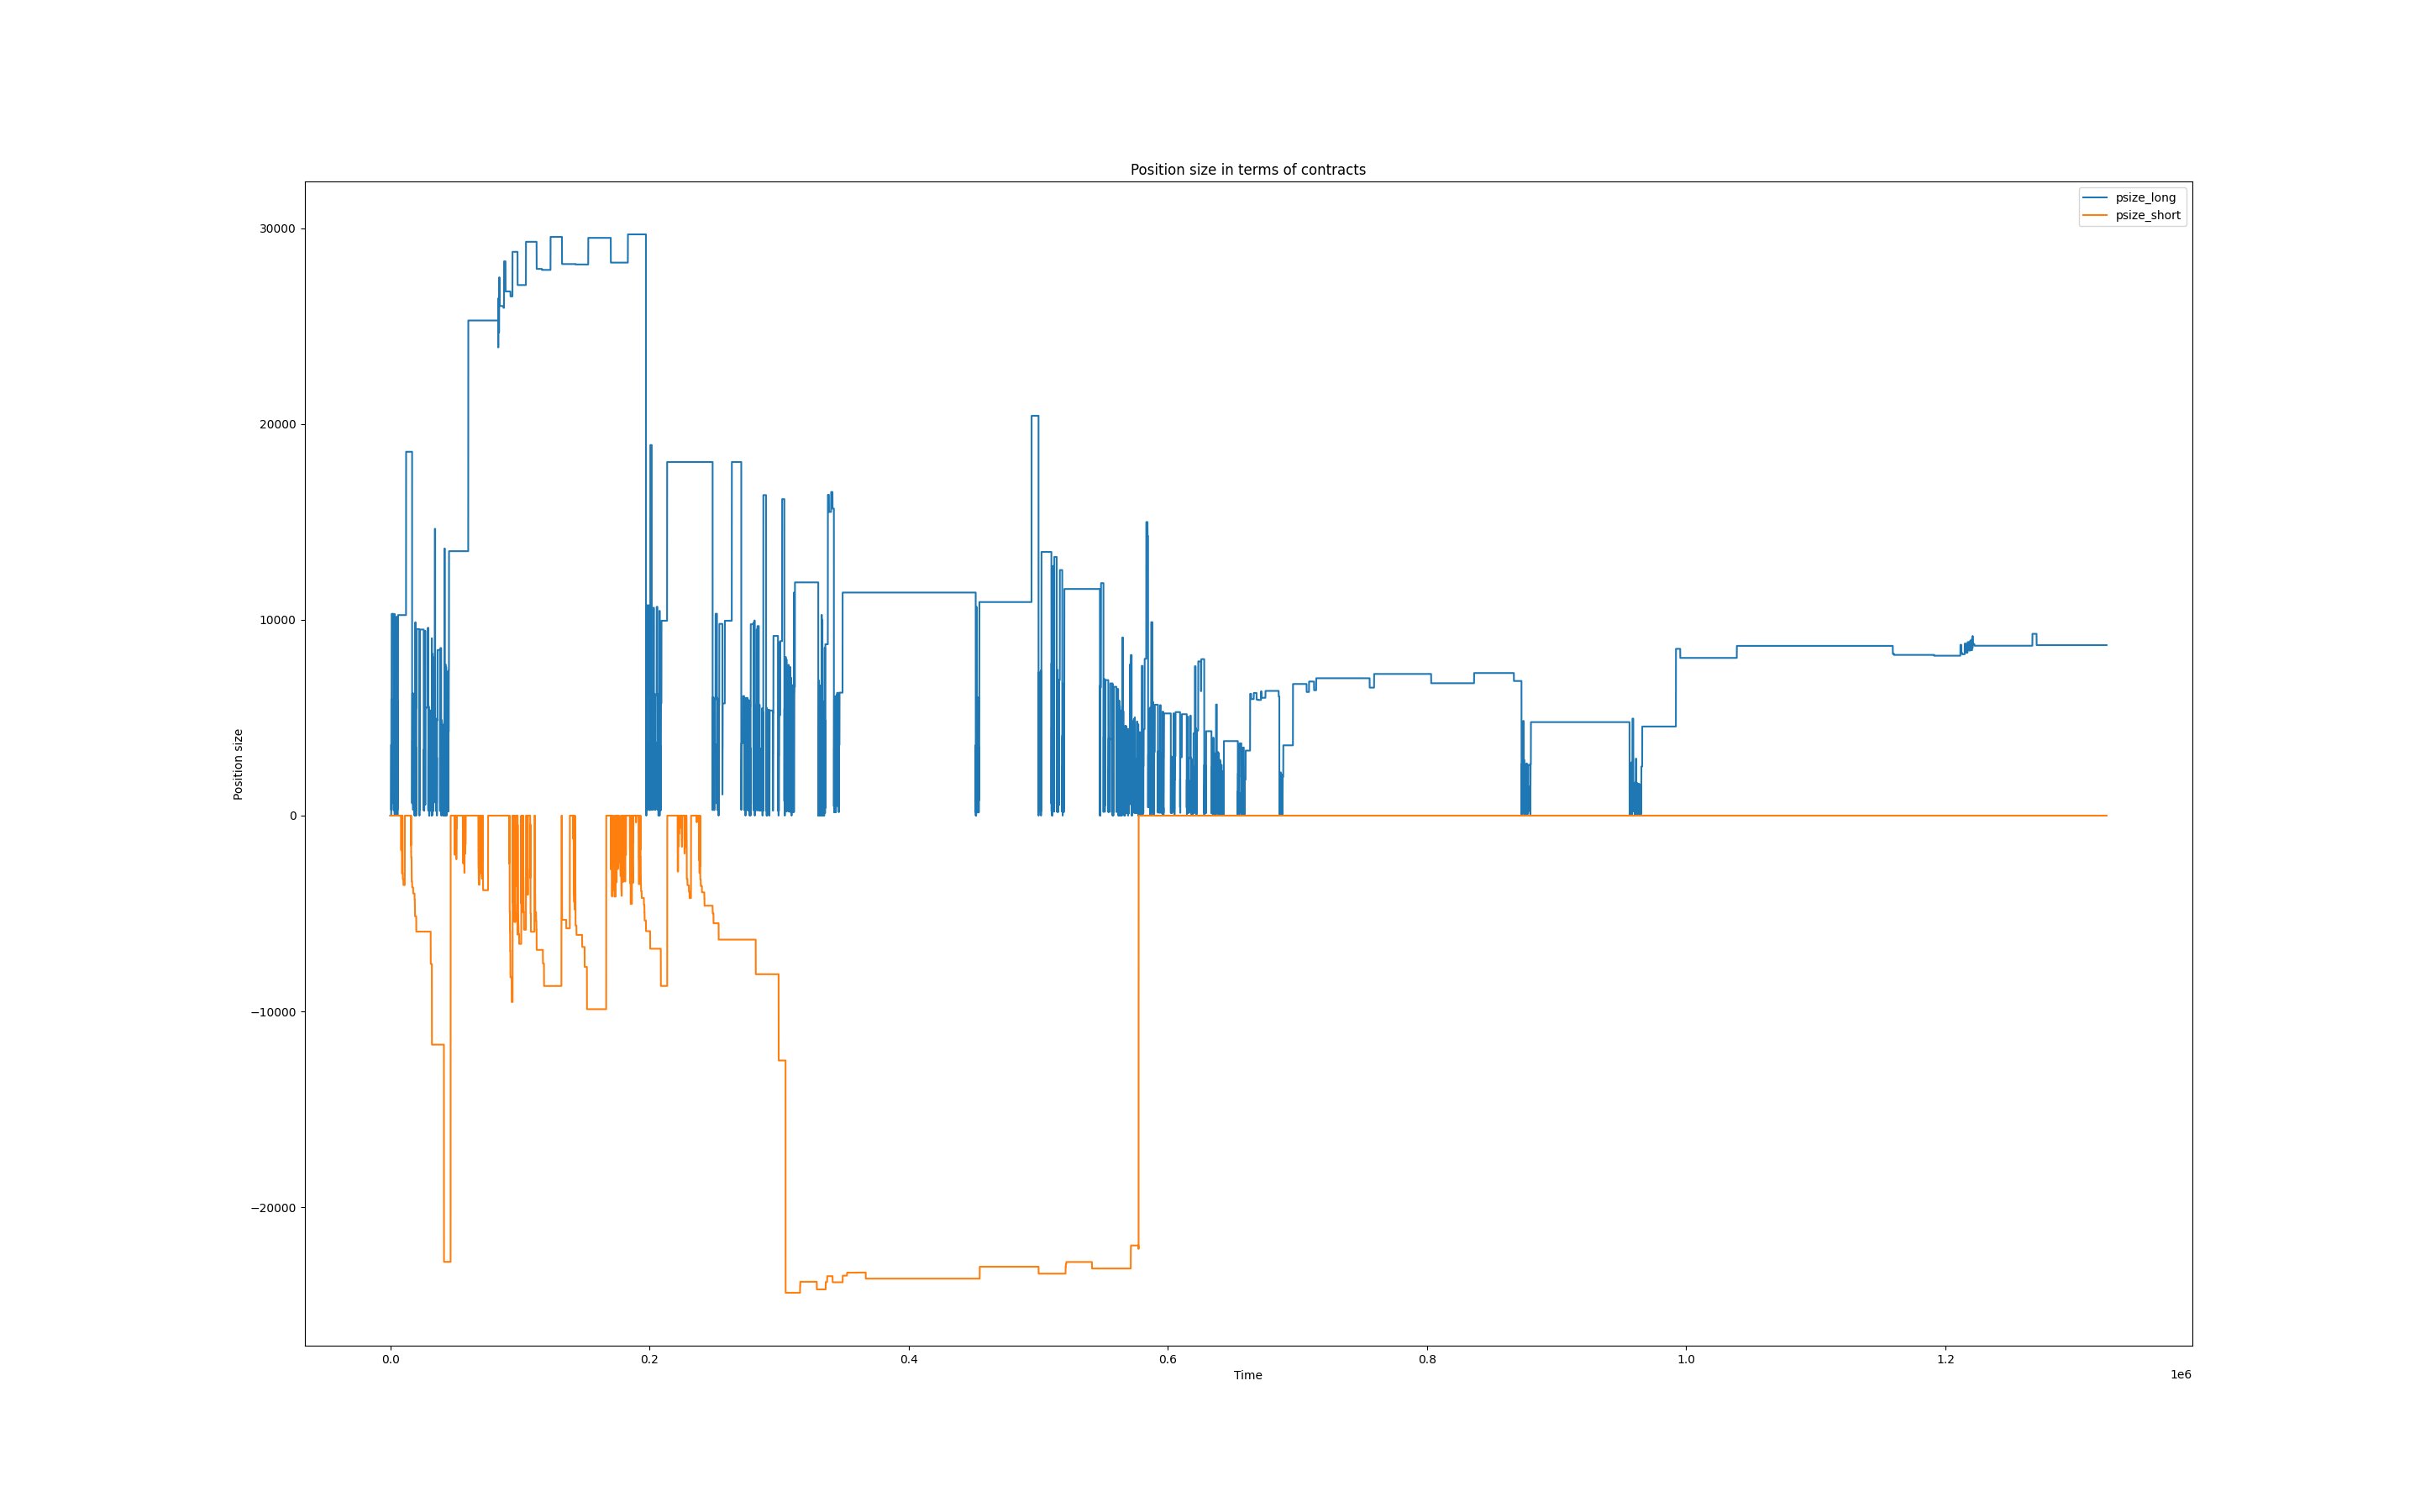 Position size in terms of contracts
psize_long
psize_short
Position size
30000
20000
10000
0
−10000
−20000
0.0
0.2
0.4
0.6
0.8
1.0
1.2
1e6
Time